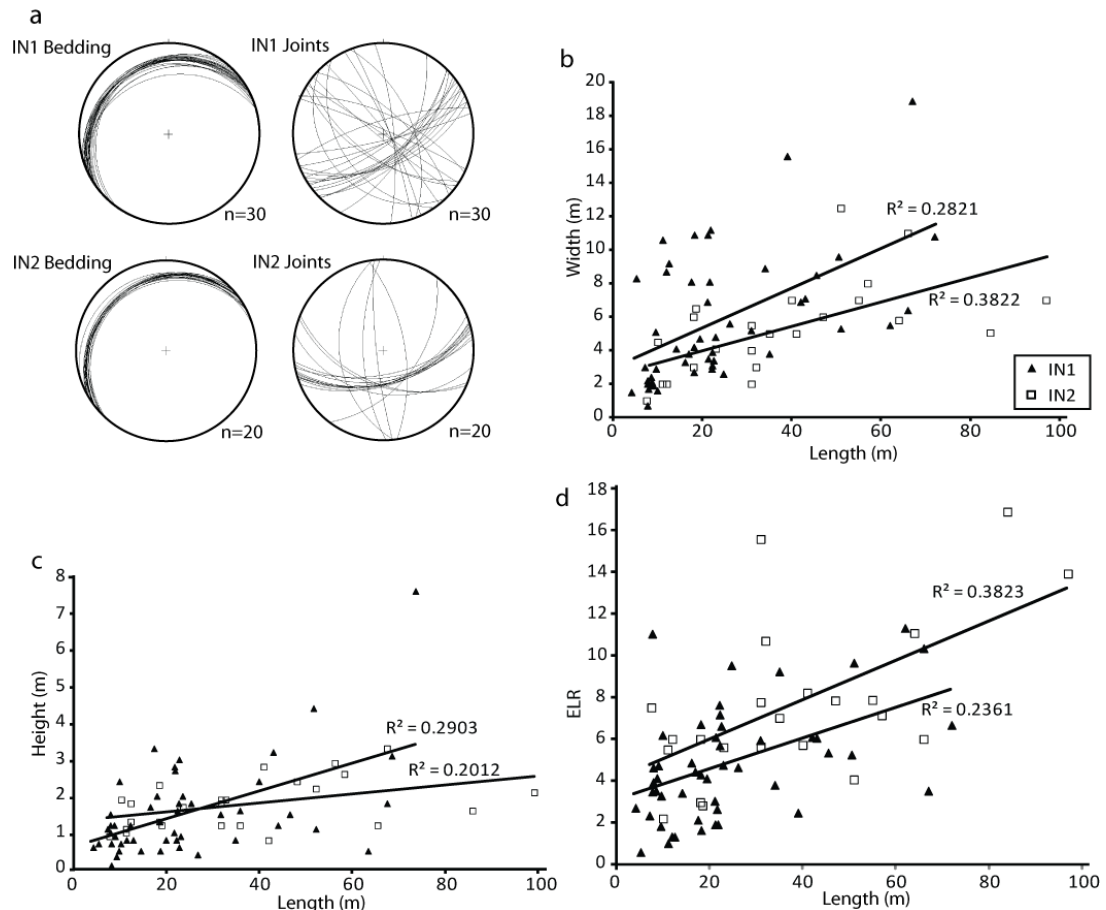 a
IN1 Bedding
IN1 Joints
n=30
n=30
IN2 Bedding
IN2 Joints
n=20
n=20
b
20
18
16
14
12
10
8
6
4
2
0
Width (m)
R² = 0.2821
R² = 0.3822
IN1
IN2
0 20 40 60 80 100
Length (m)
c
8
7
6
5
4
3
2
1
0
Height (m)
R² = 0.2903
R² = 0.2012
0 20 40 60 80 100
Length (m)
d
18
16
14
12
10
8
6
4
2
0
ELR
R² = 0.3823
R² = 0.2361
0 20 40 60 80 100
Length (m)